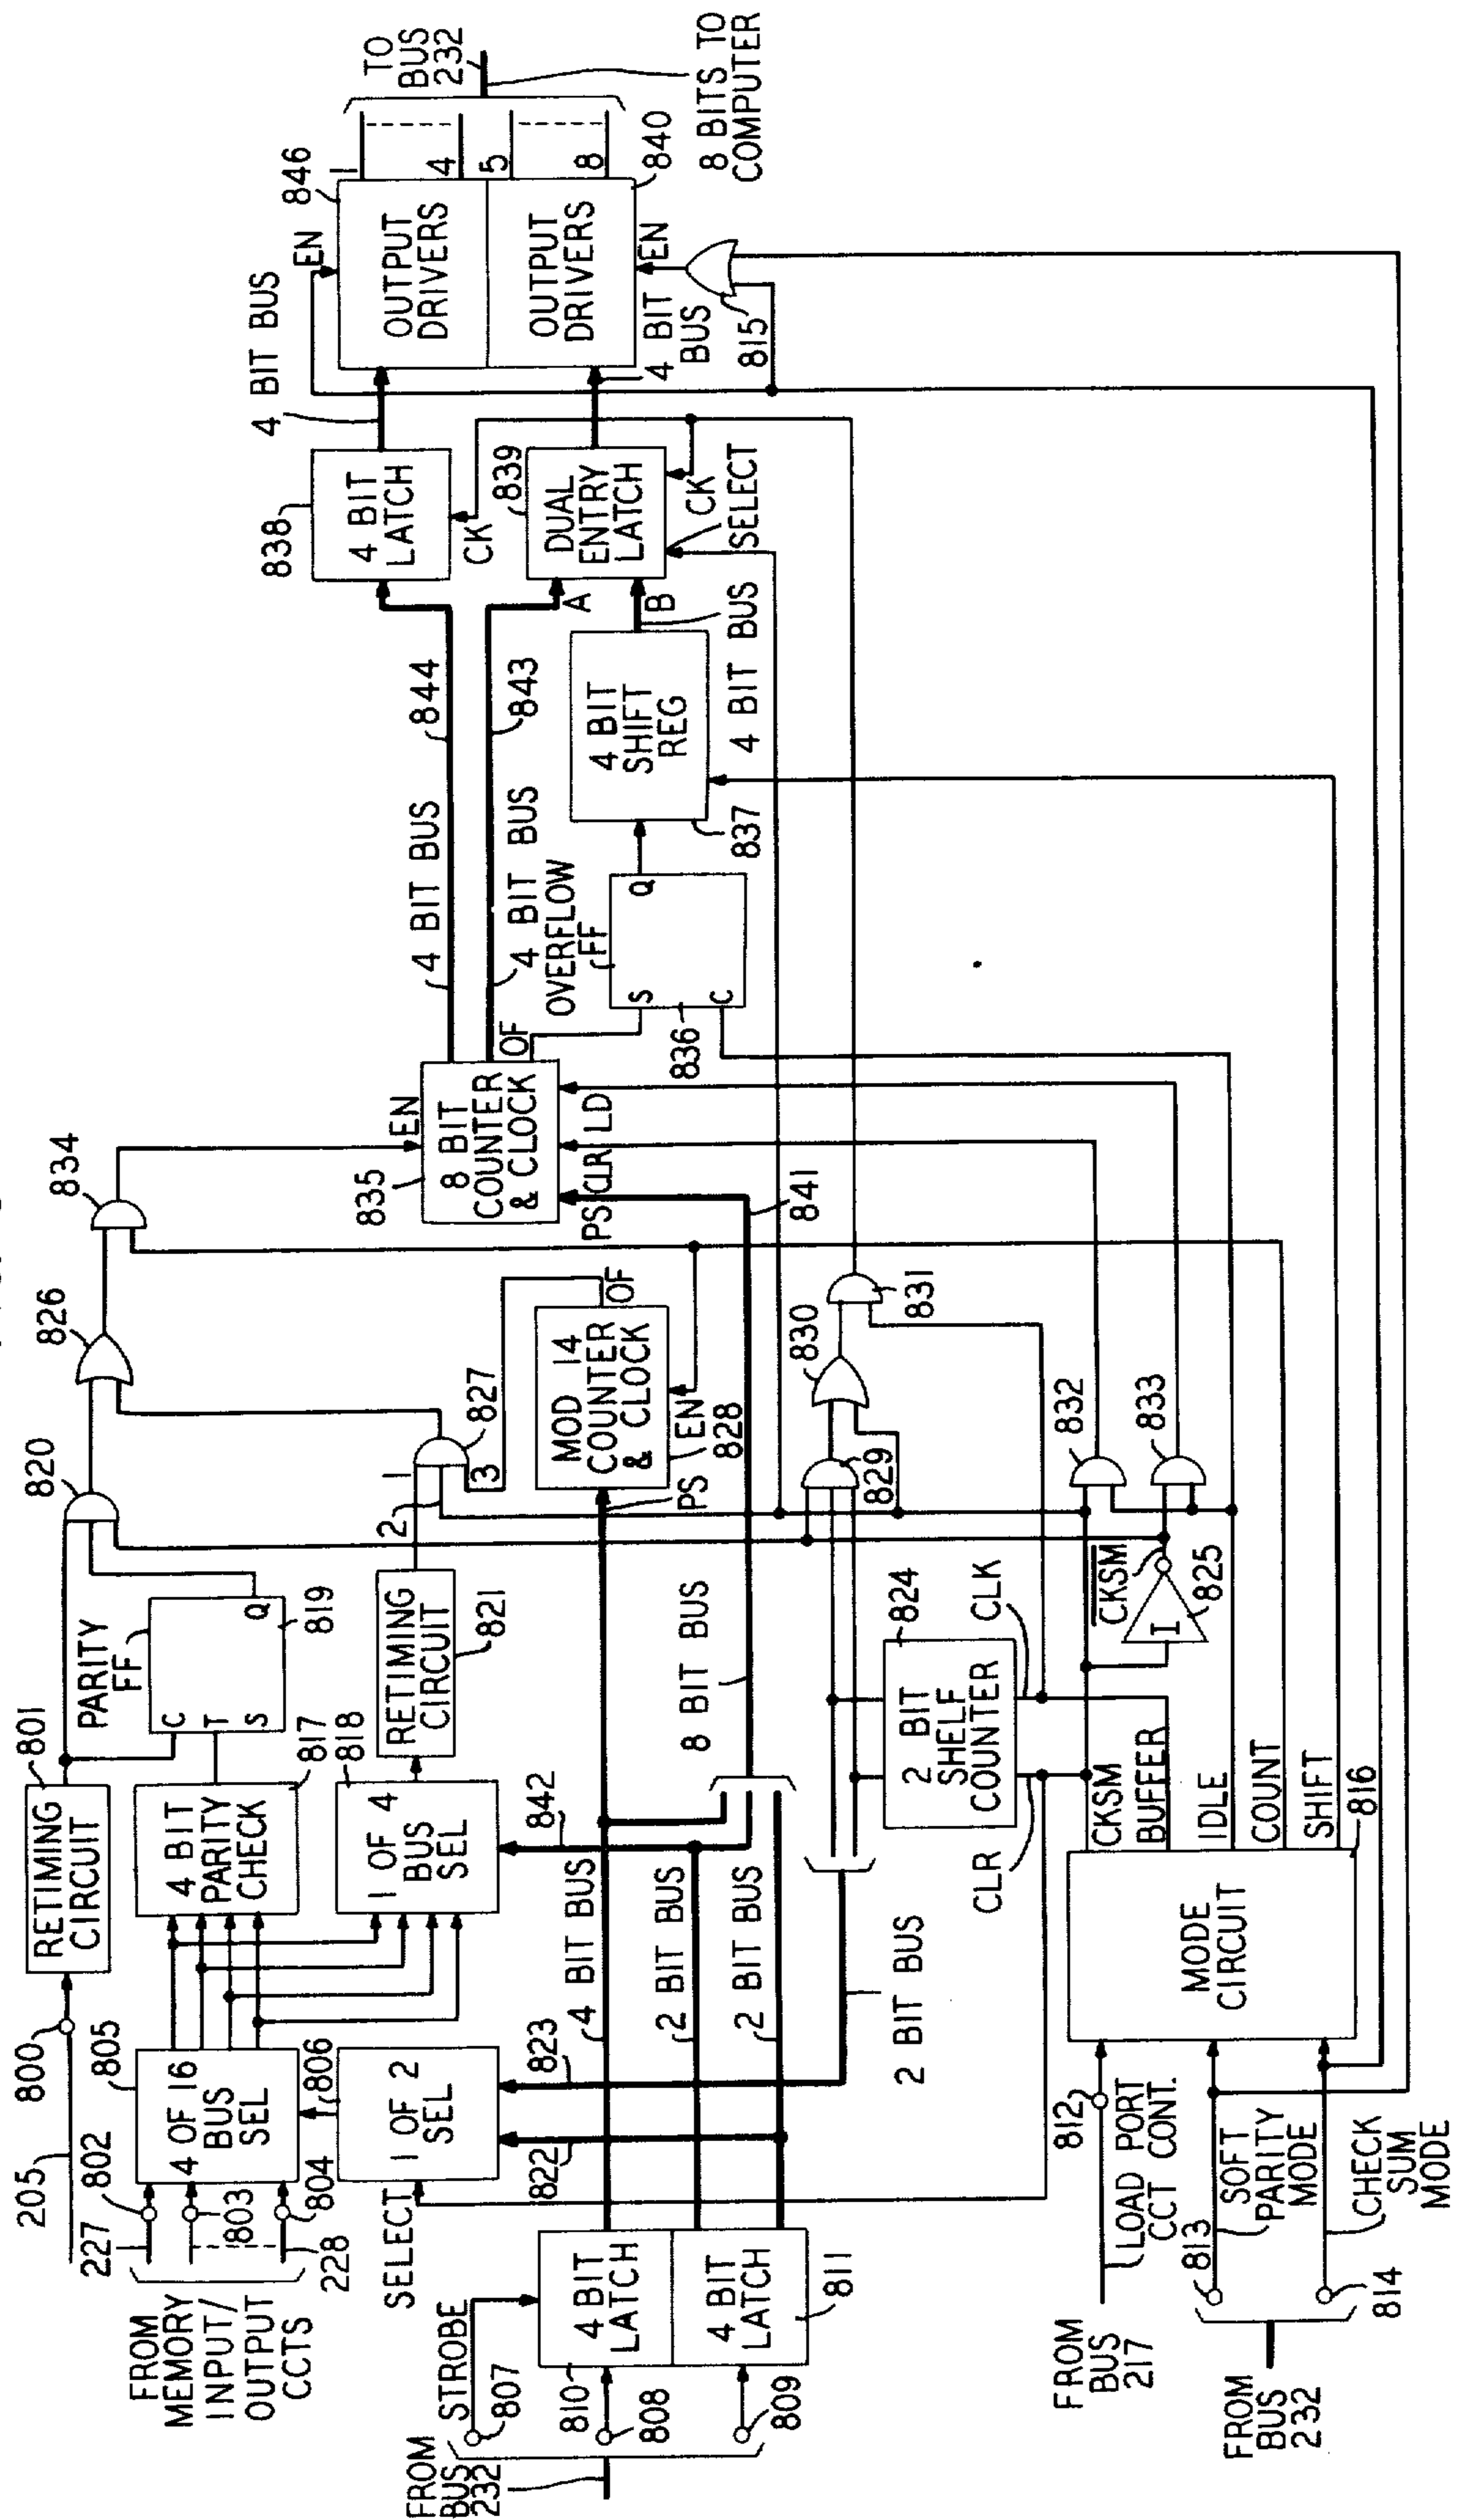 205
800
RETIMING
CIRCUIT
801
227
802
805
FROM
MEMORY
INPUT/
OUTPUT
CCTS
4 OF 16
BUS
SEL
803
804
228
806
4 BIT
PARITY
CHECK
817
PARITY
FF
C
T
S
Q
819
820
826
834
SELECT
1 OF 2
SEL
822
823
818
1 OF 4
BUS
SEL
842
RETIMING
CIRCUIT
821
1
2
3
827
MOD 14
COUNTER
& CLOCK
OF
PS
EN
828
835
8 BIT
COUNTER
& CLOCK
EN
OF
PS
CLR
LD
841
FROM
BUS
232
STROBE
807
810
808
809
4 BIT
LATCH
4 BIT
LATCH
811
4 BIT BUS
2 BIT BUS
2 BIT BUS
2 BIT BUS
8 BIT BUS
2 BIT
SHELF
COUNTER
824
CLR
CLK
829
830
831
832
833
CKSM
I
825
FROM
BUS
217
812
LOAD PORT
CCT CONT.
813
SOFT
PARITY
MODE
FROM
BUS
232
814
CHECK
SUM
MODE
MODE
CIRCUIT
816
CKSM
BUFFER
IDLE
COUNT
SHIFT
4 BIT BUS
844
4 BIT BUS
843
OVERFLOW
FF
S
C
Q
836
4 BIT
SHIFT
REG
837
4 BIT BUS
838
4 BIT
LATCH
CK
839
DUAL
ENTRY
LATCH
A
B
CK
SELECT
4 BIT BUS
4 BIT
BUS
846
EN
OUTPUT
DRIVERS
OUTPUT
DRIVERS
EN
840
815
1
4
5
8
TO
BUS
232
8 BITS TO
COMPUTER